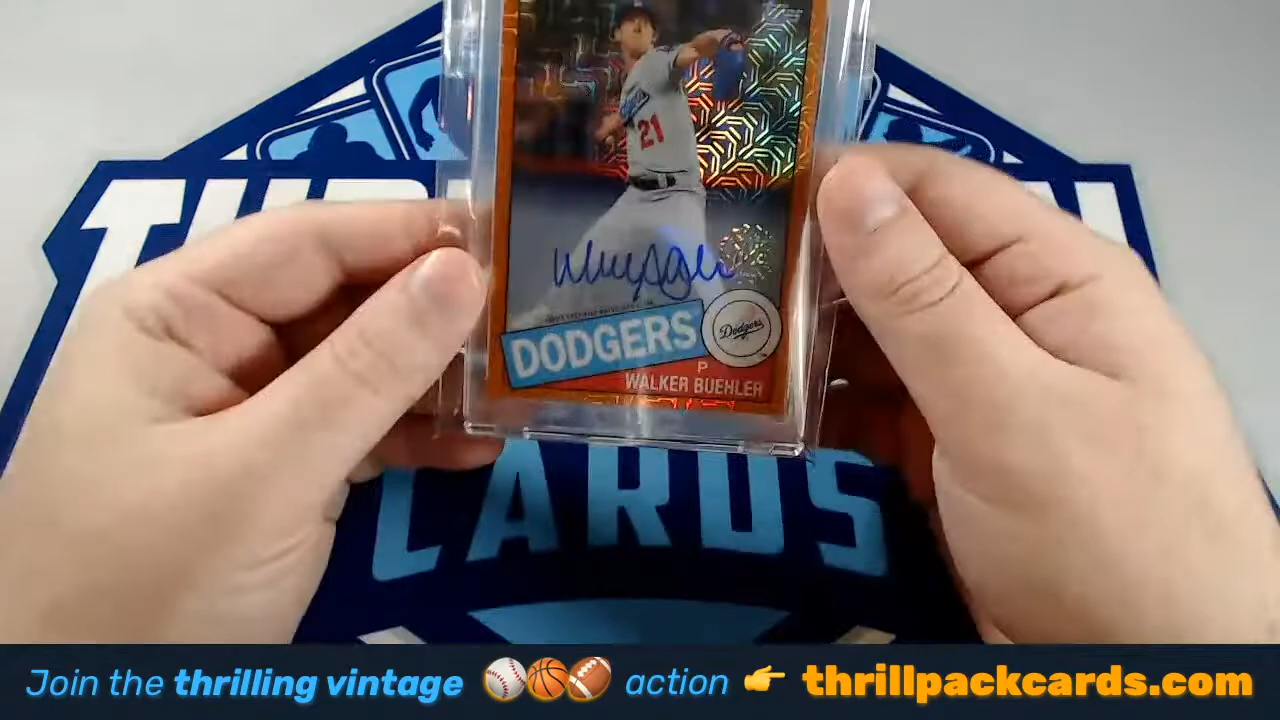 21
DODGERS
Dodgers
P
WALKER BUEHLER
CARDS
Join the thrilling vintage action thrillpackcards.com